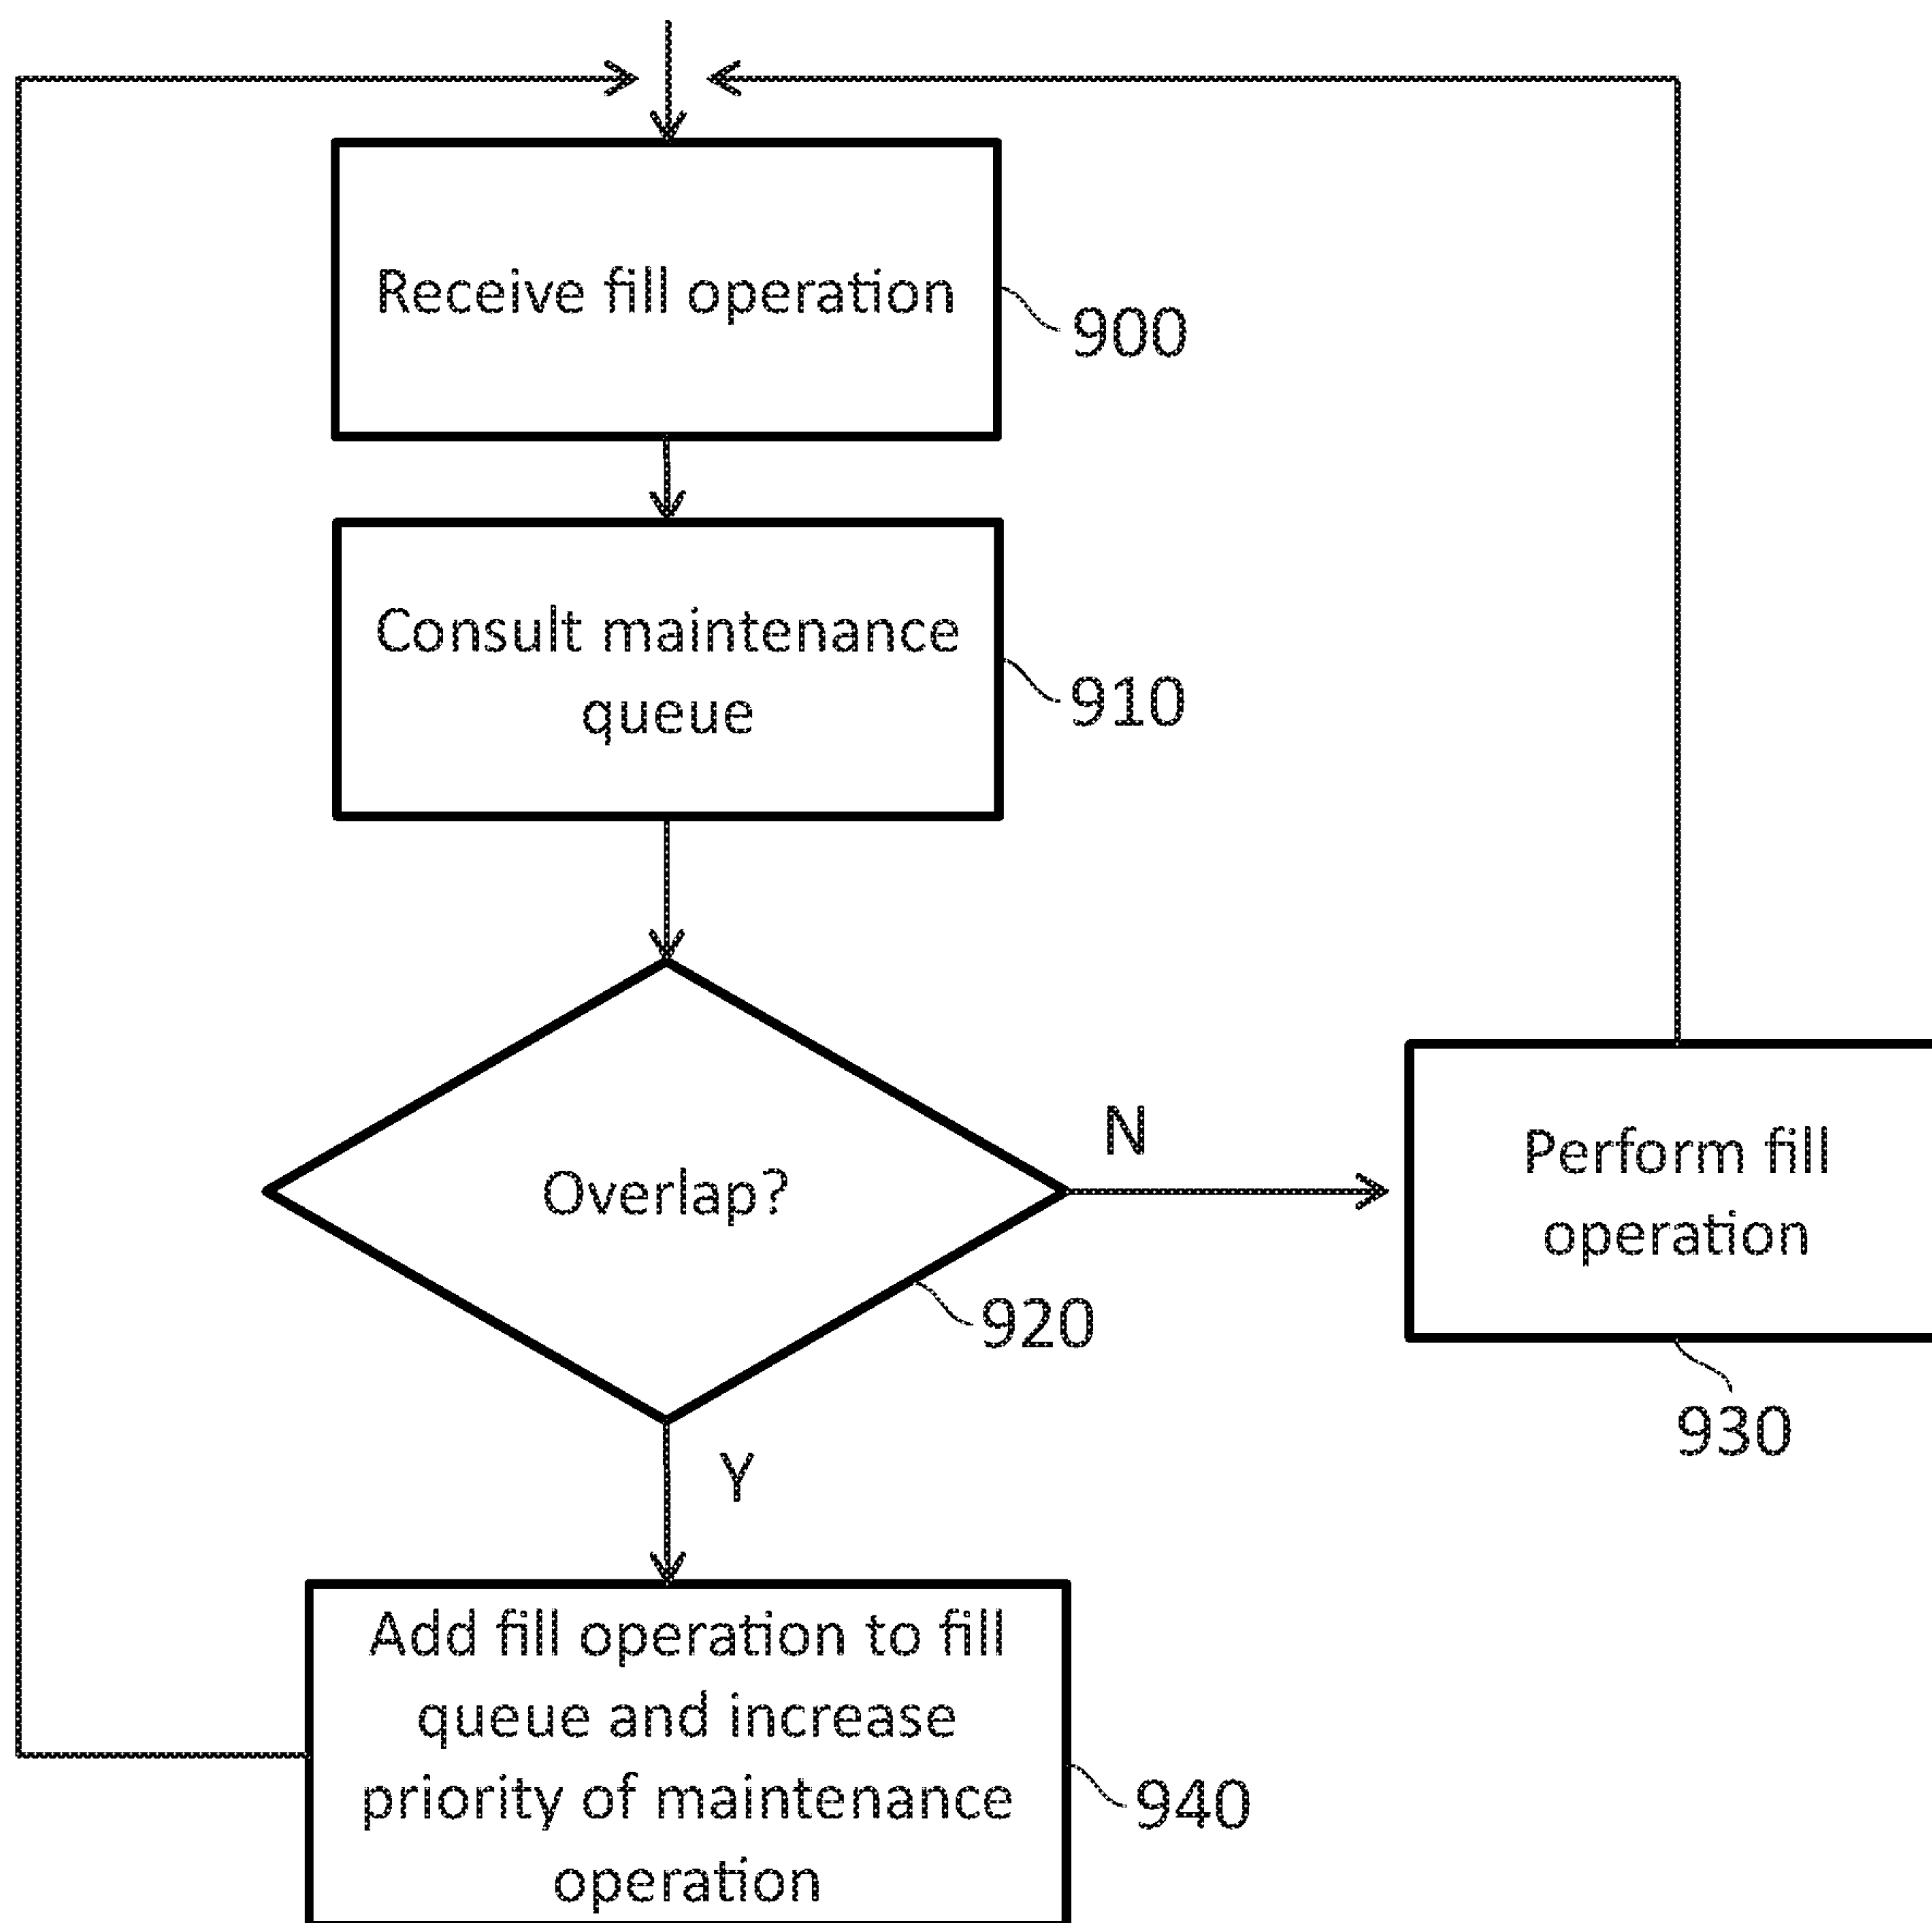 Receive fill operation
900
Consult maintenance
queue
910
Overlap?
920
N
Perform fill
operation
930
Y
Add fill operation to fill
queue and increase
priority of maintenance
operation
940